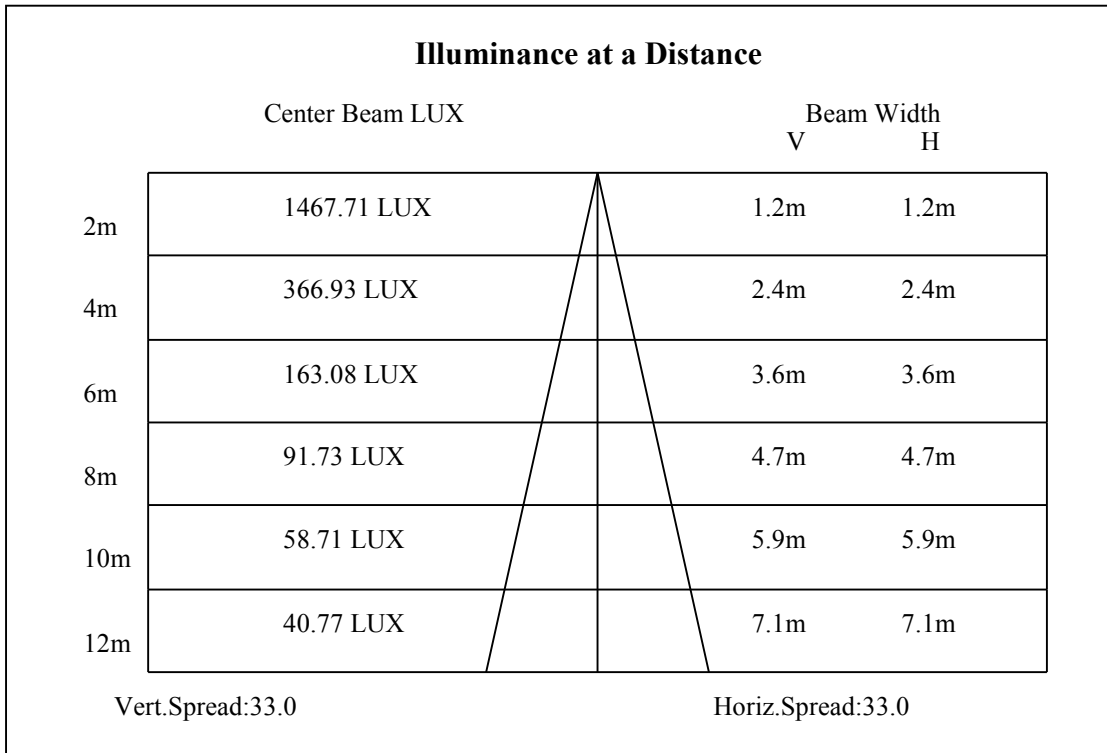 Illuminance at a Distance
Center Beam LUX Beam Width
V H
2m 1467.71 LUX 1.2m 1.2m
4m 366.93 LUX 2.4m 2.4m
6m 163.08 LUX 3.6m 3.6m
8m 91.73 LUX 4.7m 4.7m
10m 58.71 LUX 5.9m 5.9m
12m 40.77 LUX 7.1m 7.1m
Vert.Spread:33.0 Horiz.Spread:33.0